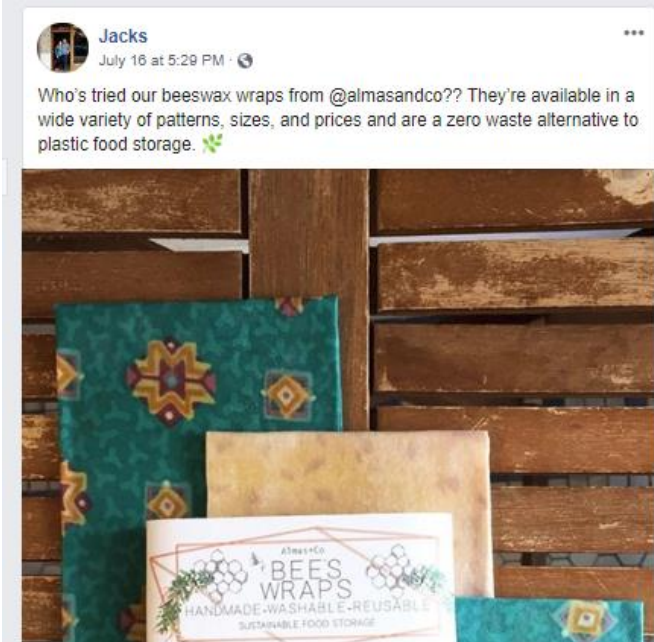 Jacks
July 16 at 5:29 PM ·
Who's tried our beeswax wraps from @almasandco?? They're available in a
wide variety of patterns, sizes, and prices and are a zero waste alternative to
plastic food storage.
Almas+Co
BEE'S
WRAPS
HANDMADE-WASHABLE-REUSABLE
SUSTAINABLE FOOD STORAGE